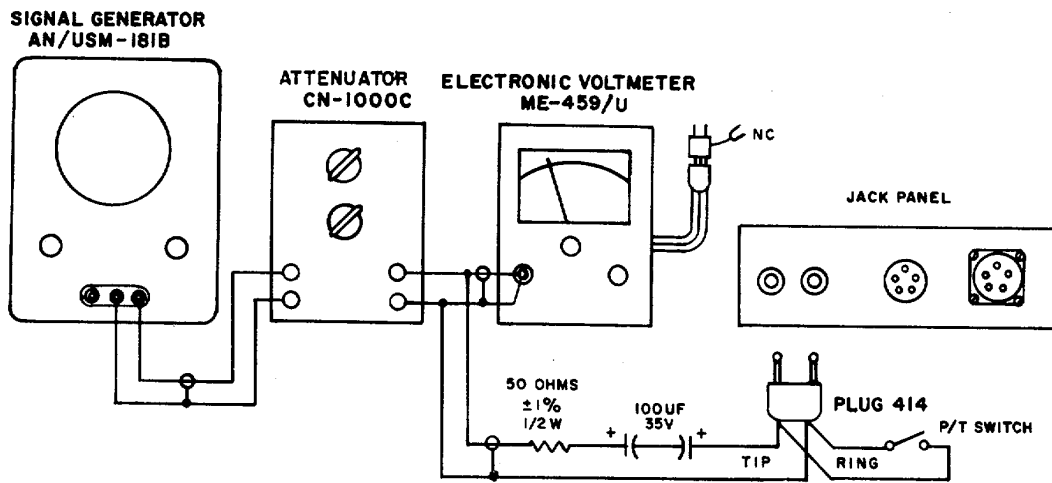 SIGNAL GENERATOR
AN/USM-181B
ATTENUATOR
CN-1000C
ELECTRONIC VOLTMETER
ME-459/U
NC
JACK PANEL
50 OHMS
±1%
1/2 W
100UF
35V
+
+
PLUG 414
P/T SWITCH
TIP
RING